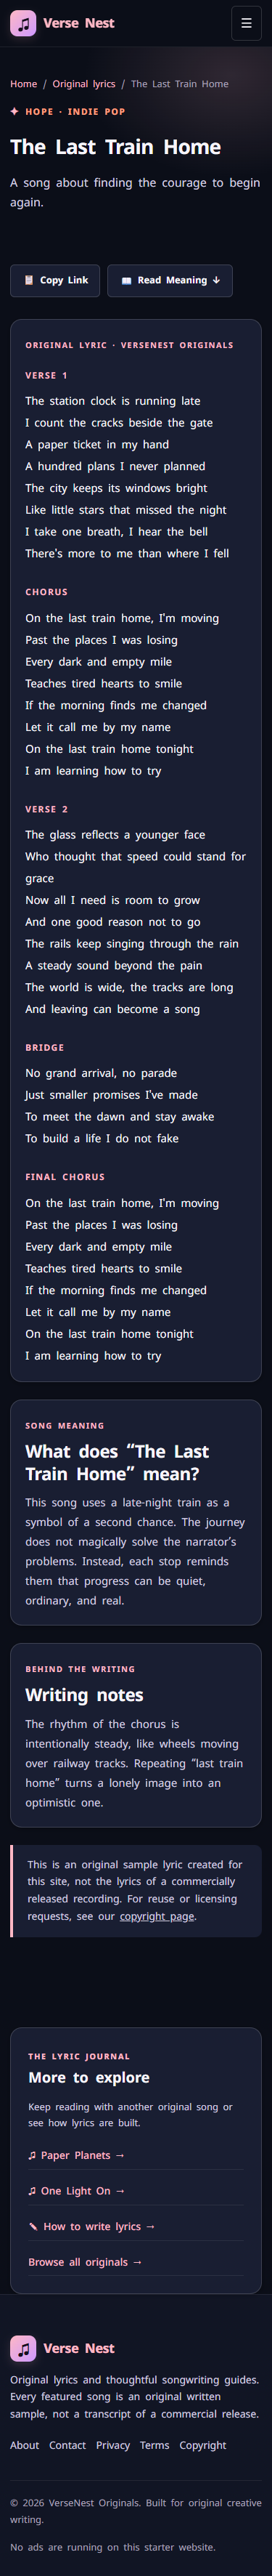 Verse Nest
☰
Home / Original lyrics / The Last Train Home
✦ HOPE · INDIE POP
The Last Train Home
A song about finding the courage to begin
again.
📋 Copy Link
📖 Read Meaning ↓
ORIGINAL LYRIC · VERSENEST ORIGINALS
VERSE 1
The station clock is running late
I count the cracks beside the gate
A paper ticket in my hand
A hundred plans I never planned
The city keeps its windows bright
Like little stars that missed the night
I take one breath, I hear the bell
There's more to me than where I fell
CHORUS
On the last train home, I'm moving
Past the places I was losing
Every dark and empty mile
Teaches tired hearts to smile
If the morning finds me changed
Let it call me by my name
On the last train home tonight
I am learning how to try
VERSE 2
The glass reflects a younger face
Who thought that speed could stand for
grace
Now all I need is room to grow
And one good reason not to go
The rails keep singing through the rain
A steady sound beyond the pain
The world is wide, the tracks are long
And leaving can become a song
BRIDGE
No grand arrival, no parade
Just smaller promises I've made
To meet the dawn and stay awake
To build a life I do not fake
FINAL CHORUS
On the last train home, I'm moving
Past the places I was losing
Every dark and empty mile
Teaches tired hearts to smile
If the morning finds me changed
Let it call me by my name
On the last train home tonight
I am learning how to try
SONG MEANING
What does “The Last
Train Home” mean?
This song uses a late-night train as a
symbol of a second chance. The journey
does not magically solve the narrator’s
problems. Instead, each stop reminds
them that progress can be quiet,
ordinary, and real.
BEHIND THE WRITING
Writing notes
The rhythm of the chorus is
intentionally steady, like wheels moving
over railway tracks. Repeating “last train
home” turns a lonely image into an
optimistic one.
This is an original sample lyric created for
this site, not the lyrics of a commercially
released recording. For reuse or licensing
requests, see our copyright page.
THE LYRIC JOURNAL
More to explore
Keep reading with another original song or
see how lyrics are built.
♫ Paper Planets →
♫ One Light On →
✎ How to write lyrics →
Browse all originals →
Verse Nest
Original lyrics and thoughtful songwriting guides.
Every featured song is an original written
sample, not a transcript of a commercial release.
About Contact Privacy Terms Copyright
© 2026 VerseNest Originals. Built for original creative
writing.
No ads are running on this starter website.